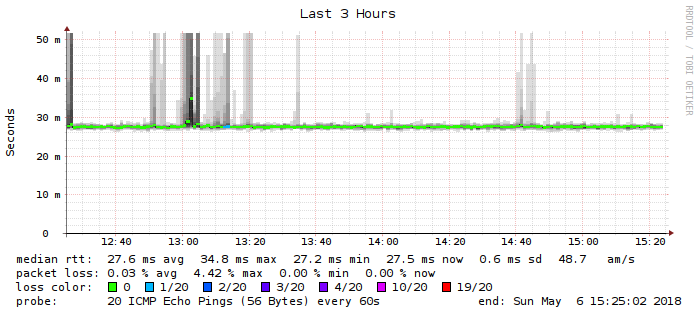 Last 3 Hours
RRDTOOL / TOBI OETIKER
Seconds
50 m
40 m
30 m
20 m
10 m
0
12:40 13:00 13:20 13:40 14:00 14:20 14:40 15:00 15:20
median rtt: 27.6 ms avg 34.8 ms max 27.2 ms min 27.5 ms now 0.6 ms sd 48.7 am/s
packet loss: 0.03 % avg 4.42 % max 0.00 % min 0.00 % now
loss color: 0 1/20 2/20 3/20 4/20 10/20 19/20
probe: 20 ICMP Echo Pings (56 Bytes) every 60s end: Sun May 6 15:25:02 2018